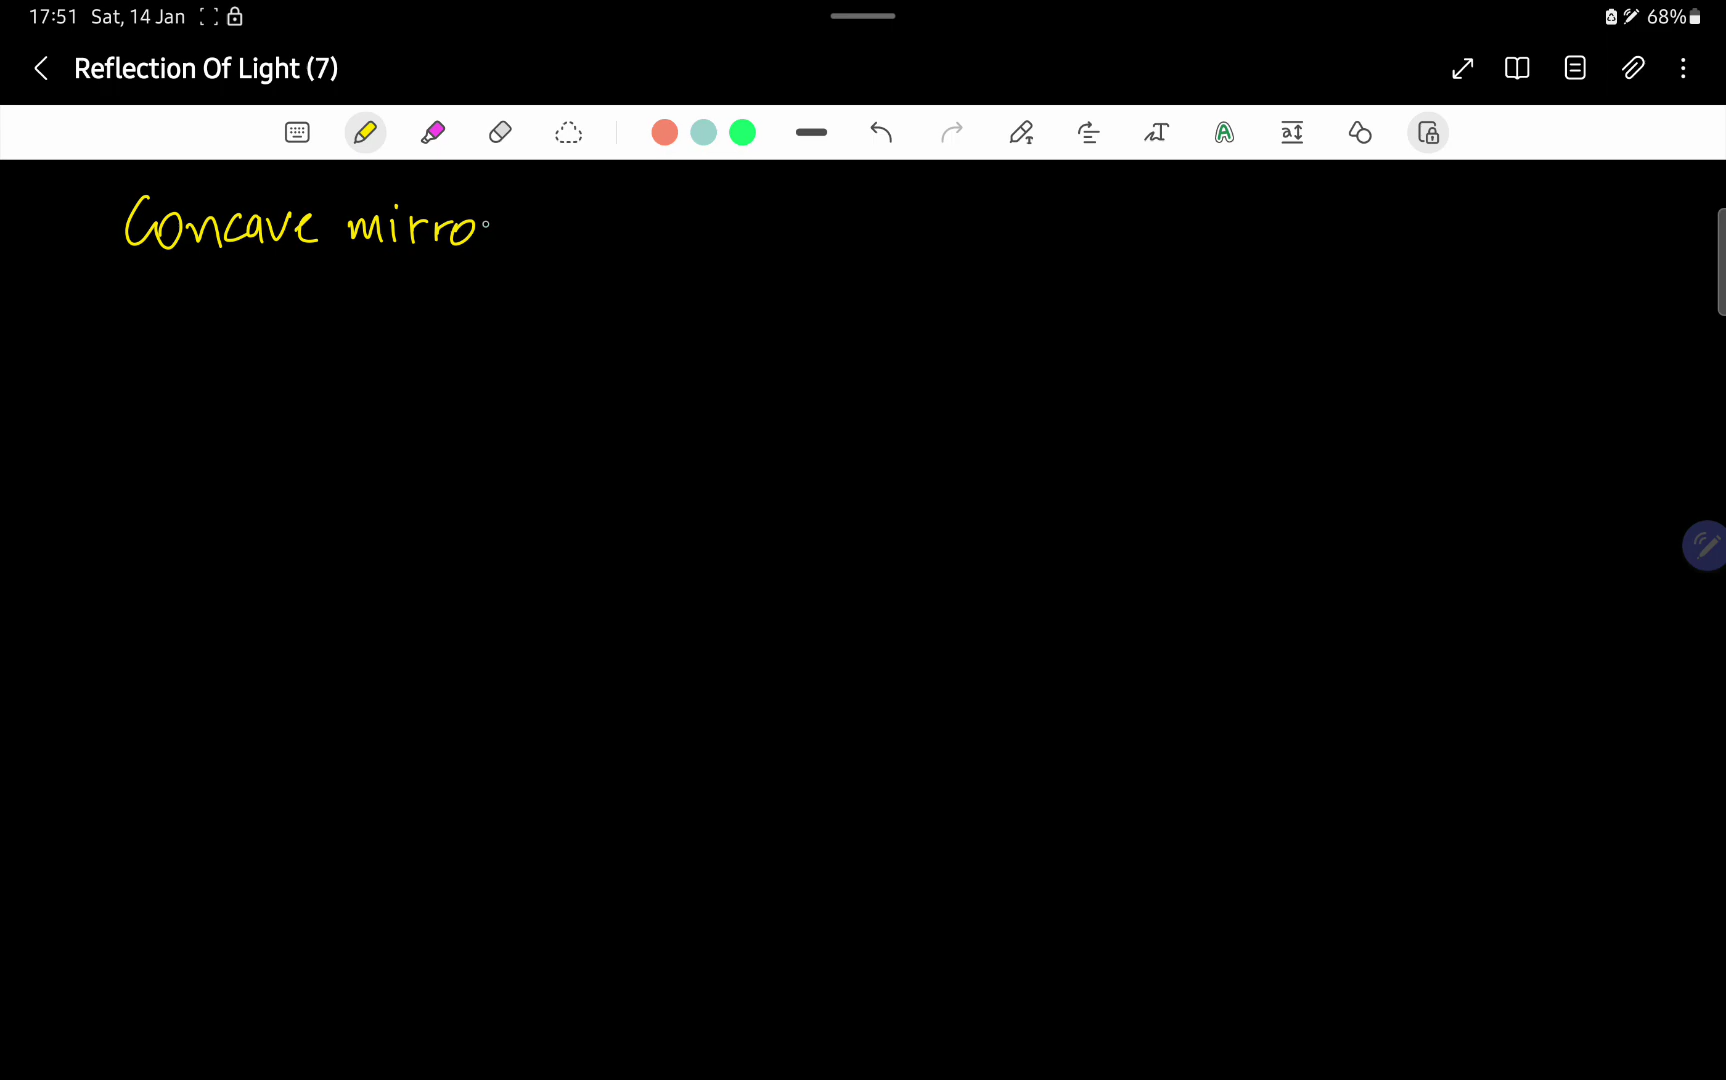 17:51 Sat, 14 Jan 68%
Reflection Of Light (7)
Concave mirro